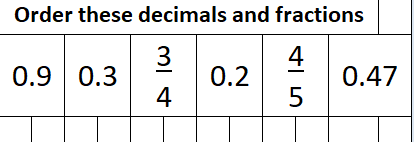 Order these decimals and fractions
0.9 0.3 3/4 0.2 4/5 0.47